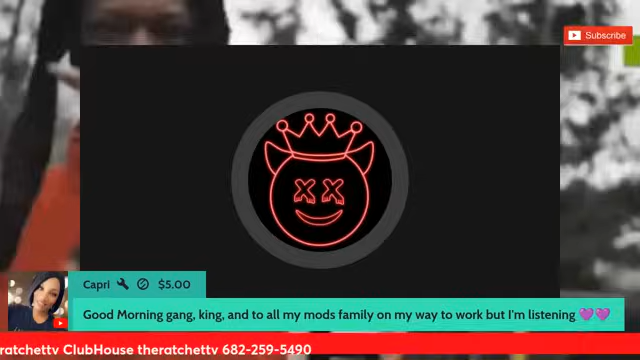 Subscribe
Capri $5.00
Good Morning gang, king, and to all my mods family on my way to work but I'm listening 💜💜
ratchettv ClubHouse theratchettv 682-259-5490